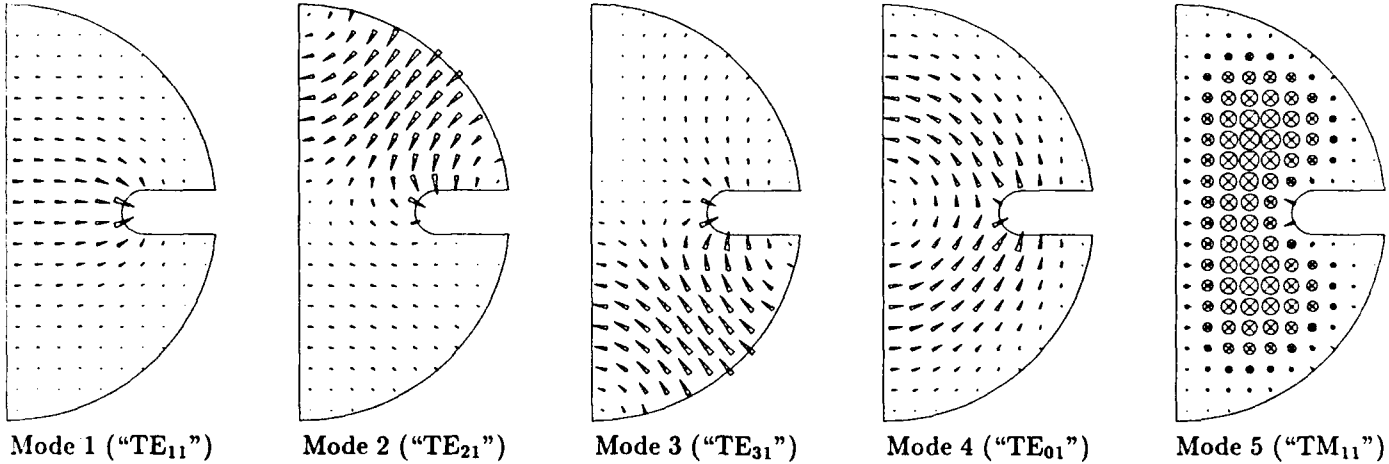 Mode 1 (“TE₁₁”)
Mode 2 (“TE₂₁”)
Mode 3 (“TE₃₁”)
Mode 4 (“TE₀₁”)
Mode 5 (“TM₁₁”)